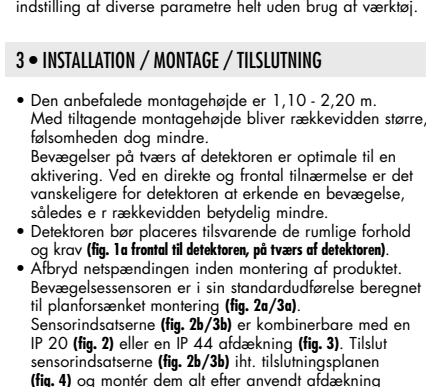 indstilling af diverse parametre helt uden brug af værktøj.
3 • INSTALLATION / MONTAGE / TILSLUTNING
• Den anbefalede montagehøjde er 1,10 - 2,20 m.
Med tiltagende montagehøjde bliver rækkevidden større,
følsomheden dog mindre.
Bevægelser på tværs af detektoren er optimale til en
aktivering. Ved en direkte og frontal tilnærmelse er det
vanskeligere for detektoren at erkende en bevægelse,
således e r rækkevidden betydelig mindre.
• Detektoren bør placeres tilsvarende de rumlige forhold
og krav (fig. 1a frontal til detektoren, på tværs af detektoren).
• Afbryd netspændingen inden montering af produktet.
Bevægelsessensoren er i sin standardudførelse beregnet
til planforsænket montering (fig. 2a/3a).
Sensorindsatserne (fig. 2b/3b) er kombinerbare med en
IP 20 (fig. 2) eller en IP 44 afdækning (fig. 3). Tilslut
sensorindsatserne (fig. 2b/3b) iht. tilslutningsplanen
(fig. 4) og montér dem alt efter anvendt afdækning